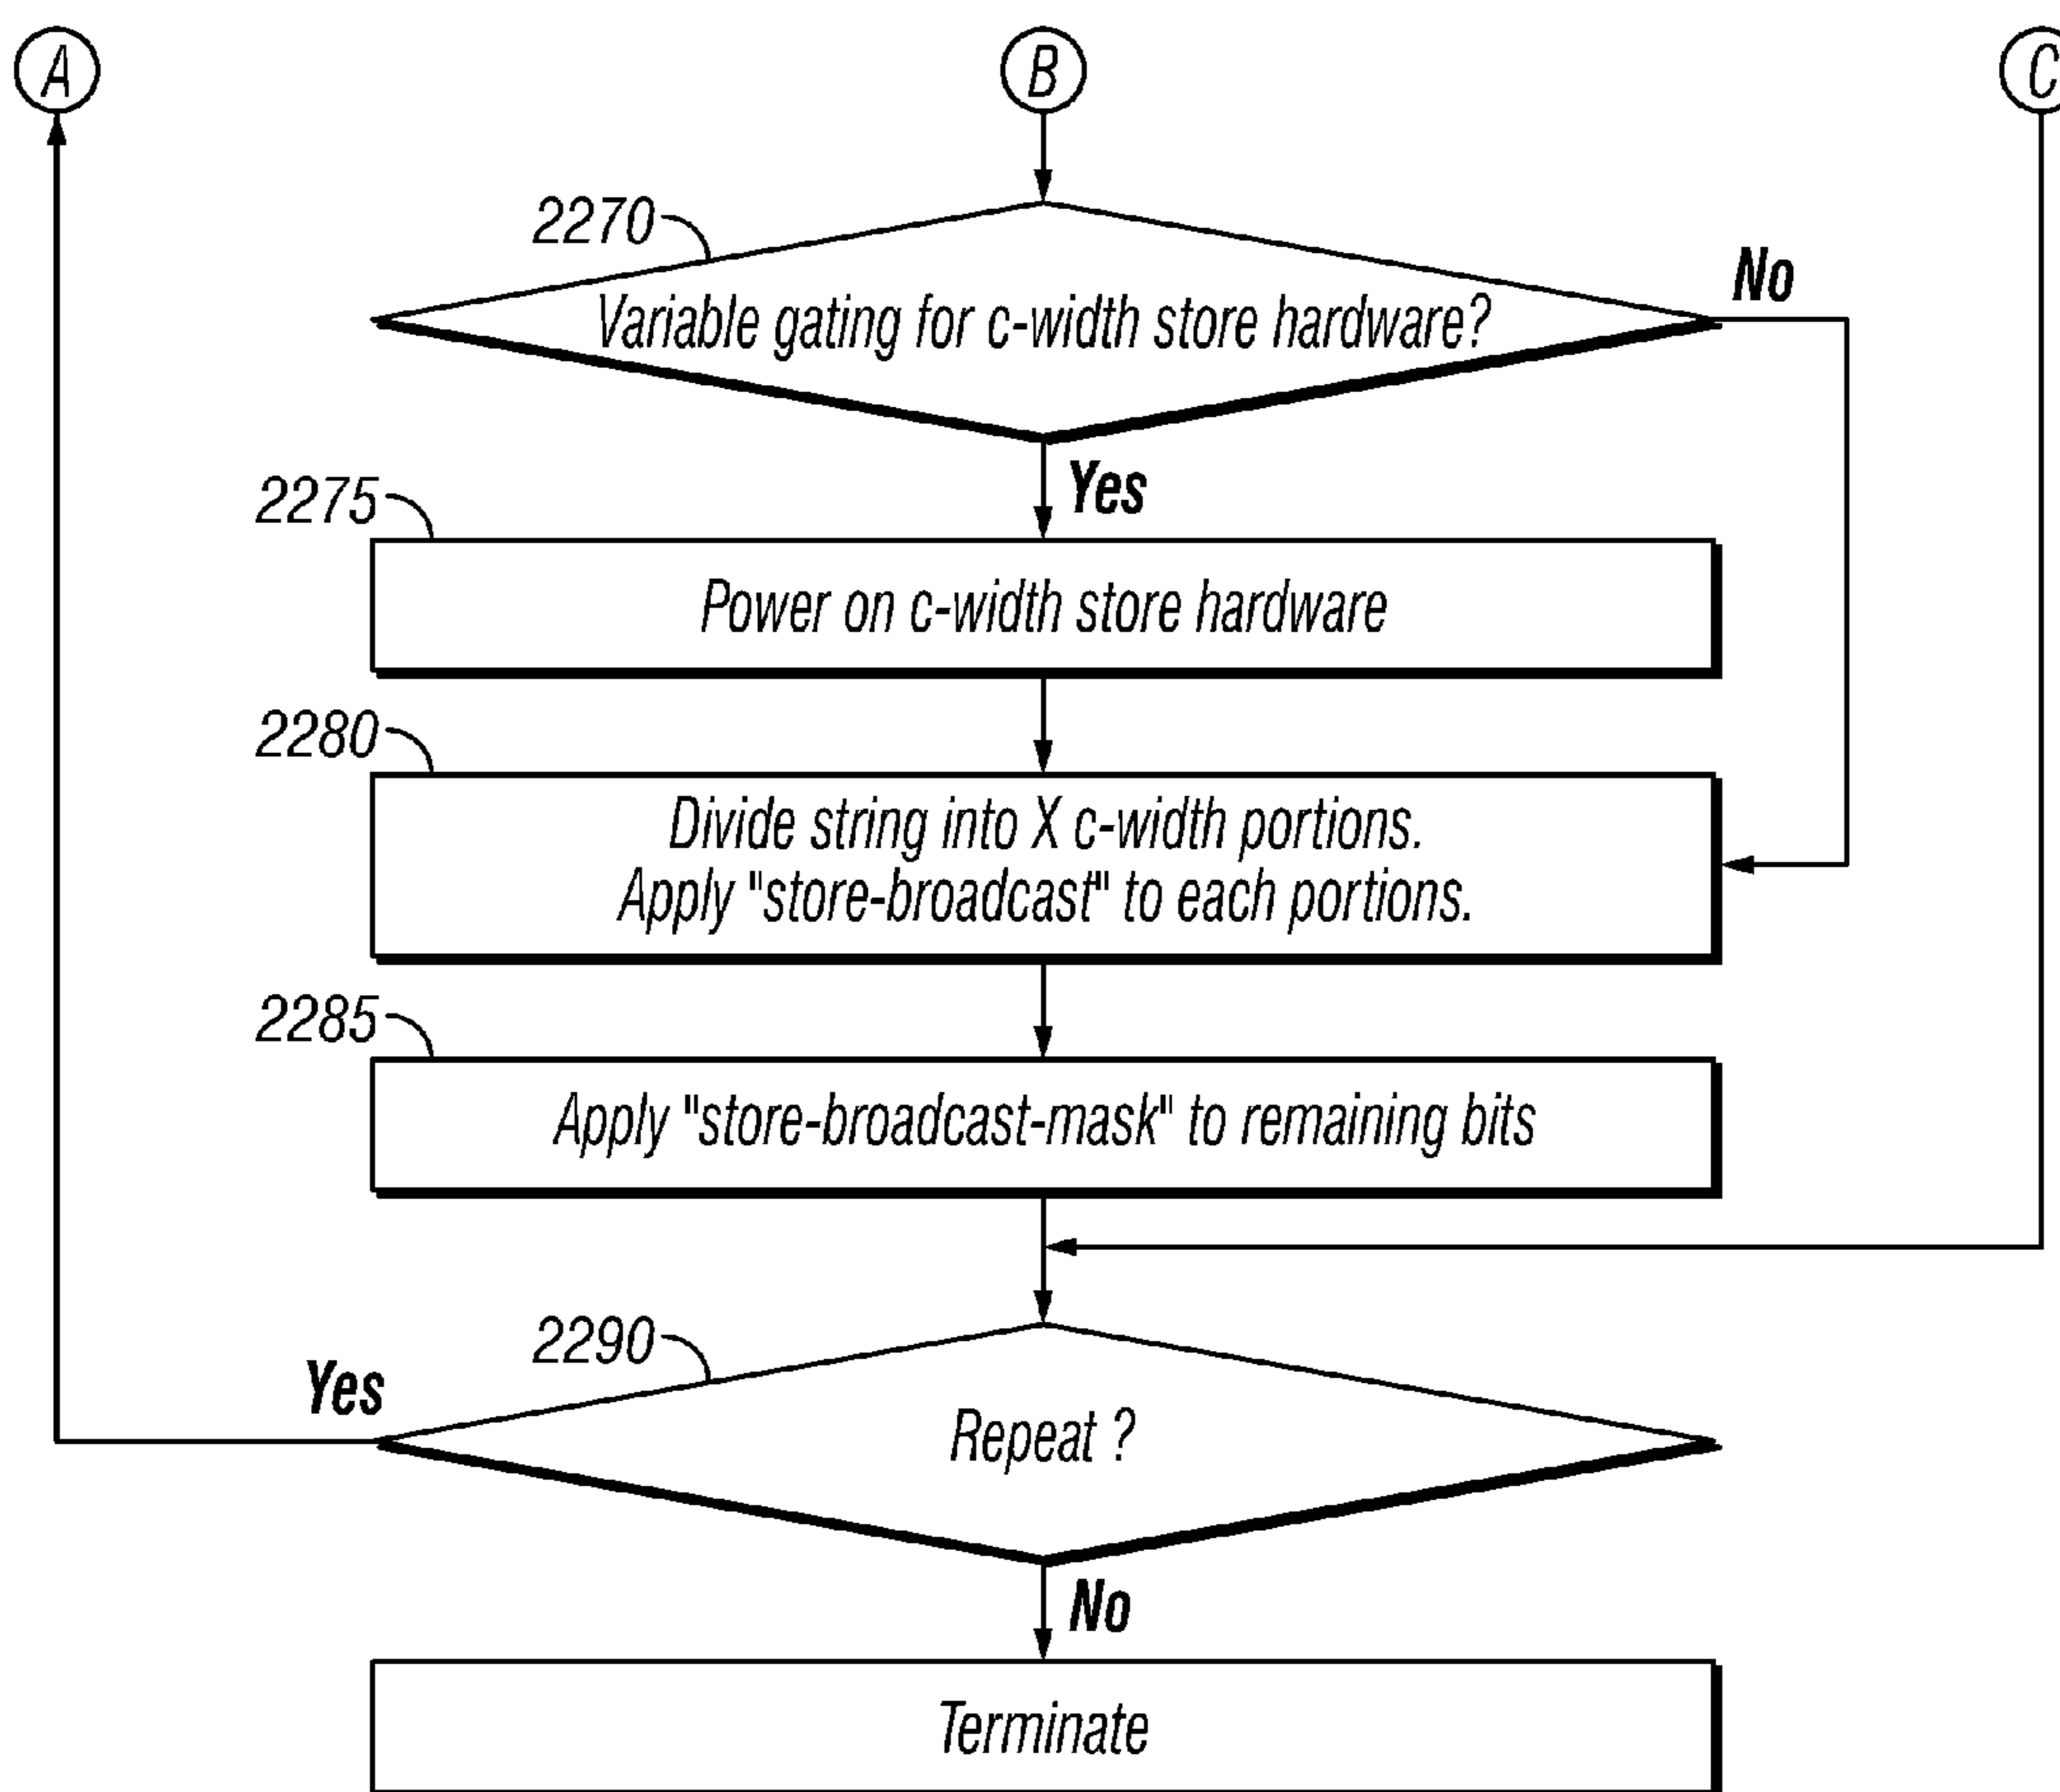 A
B
C
2270
Variable gating for c-width store hardware?
No
Yes
2275
Power on c-width store hardware
2280
Divide string into X c-width portions.
Apply "store-broadcast" to each portions.
2285
Apply "store-broadcast-mask" to remaining bits
2290
Yes
Repeat ?
No
Terminate